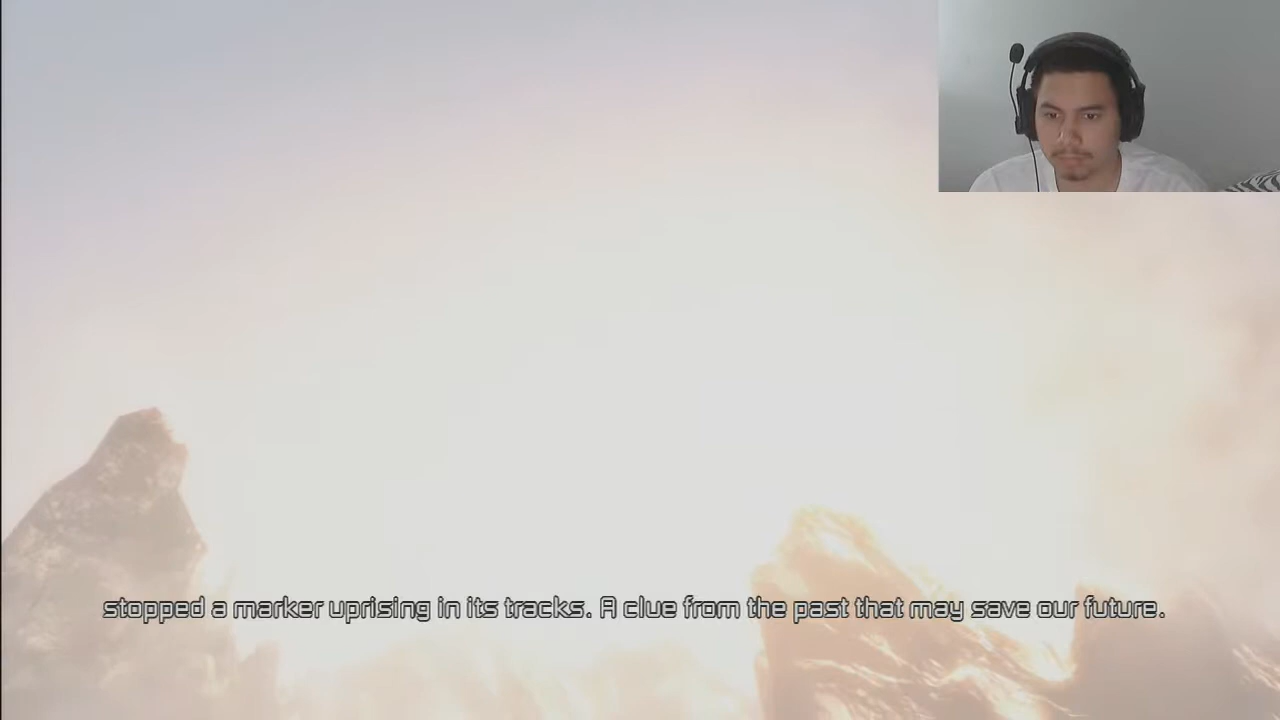 stopped a marker uprising in its tracks. A clue from the past that may save our future.